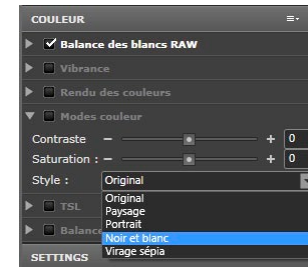 COULEUR
Balance des blancs RAW
Vibrance
Rendu des couleurs
Modes couleur
Contraste - + 0
Saturation : - + 0
Style : Original
Original
TSL Paysage
Portrait
Balance Noir et blanc
SETTINGS Virage sépia